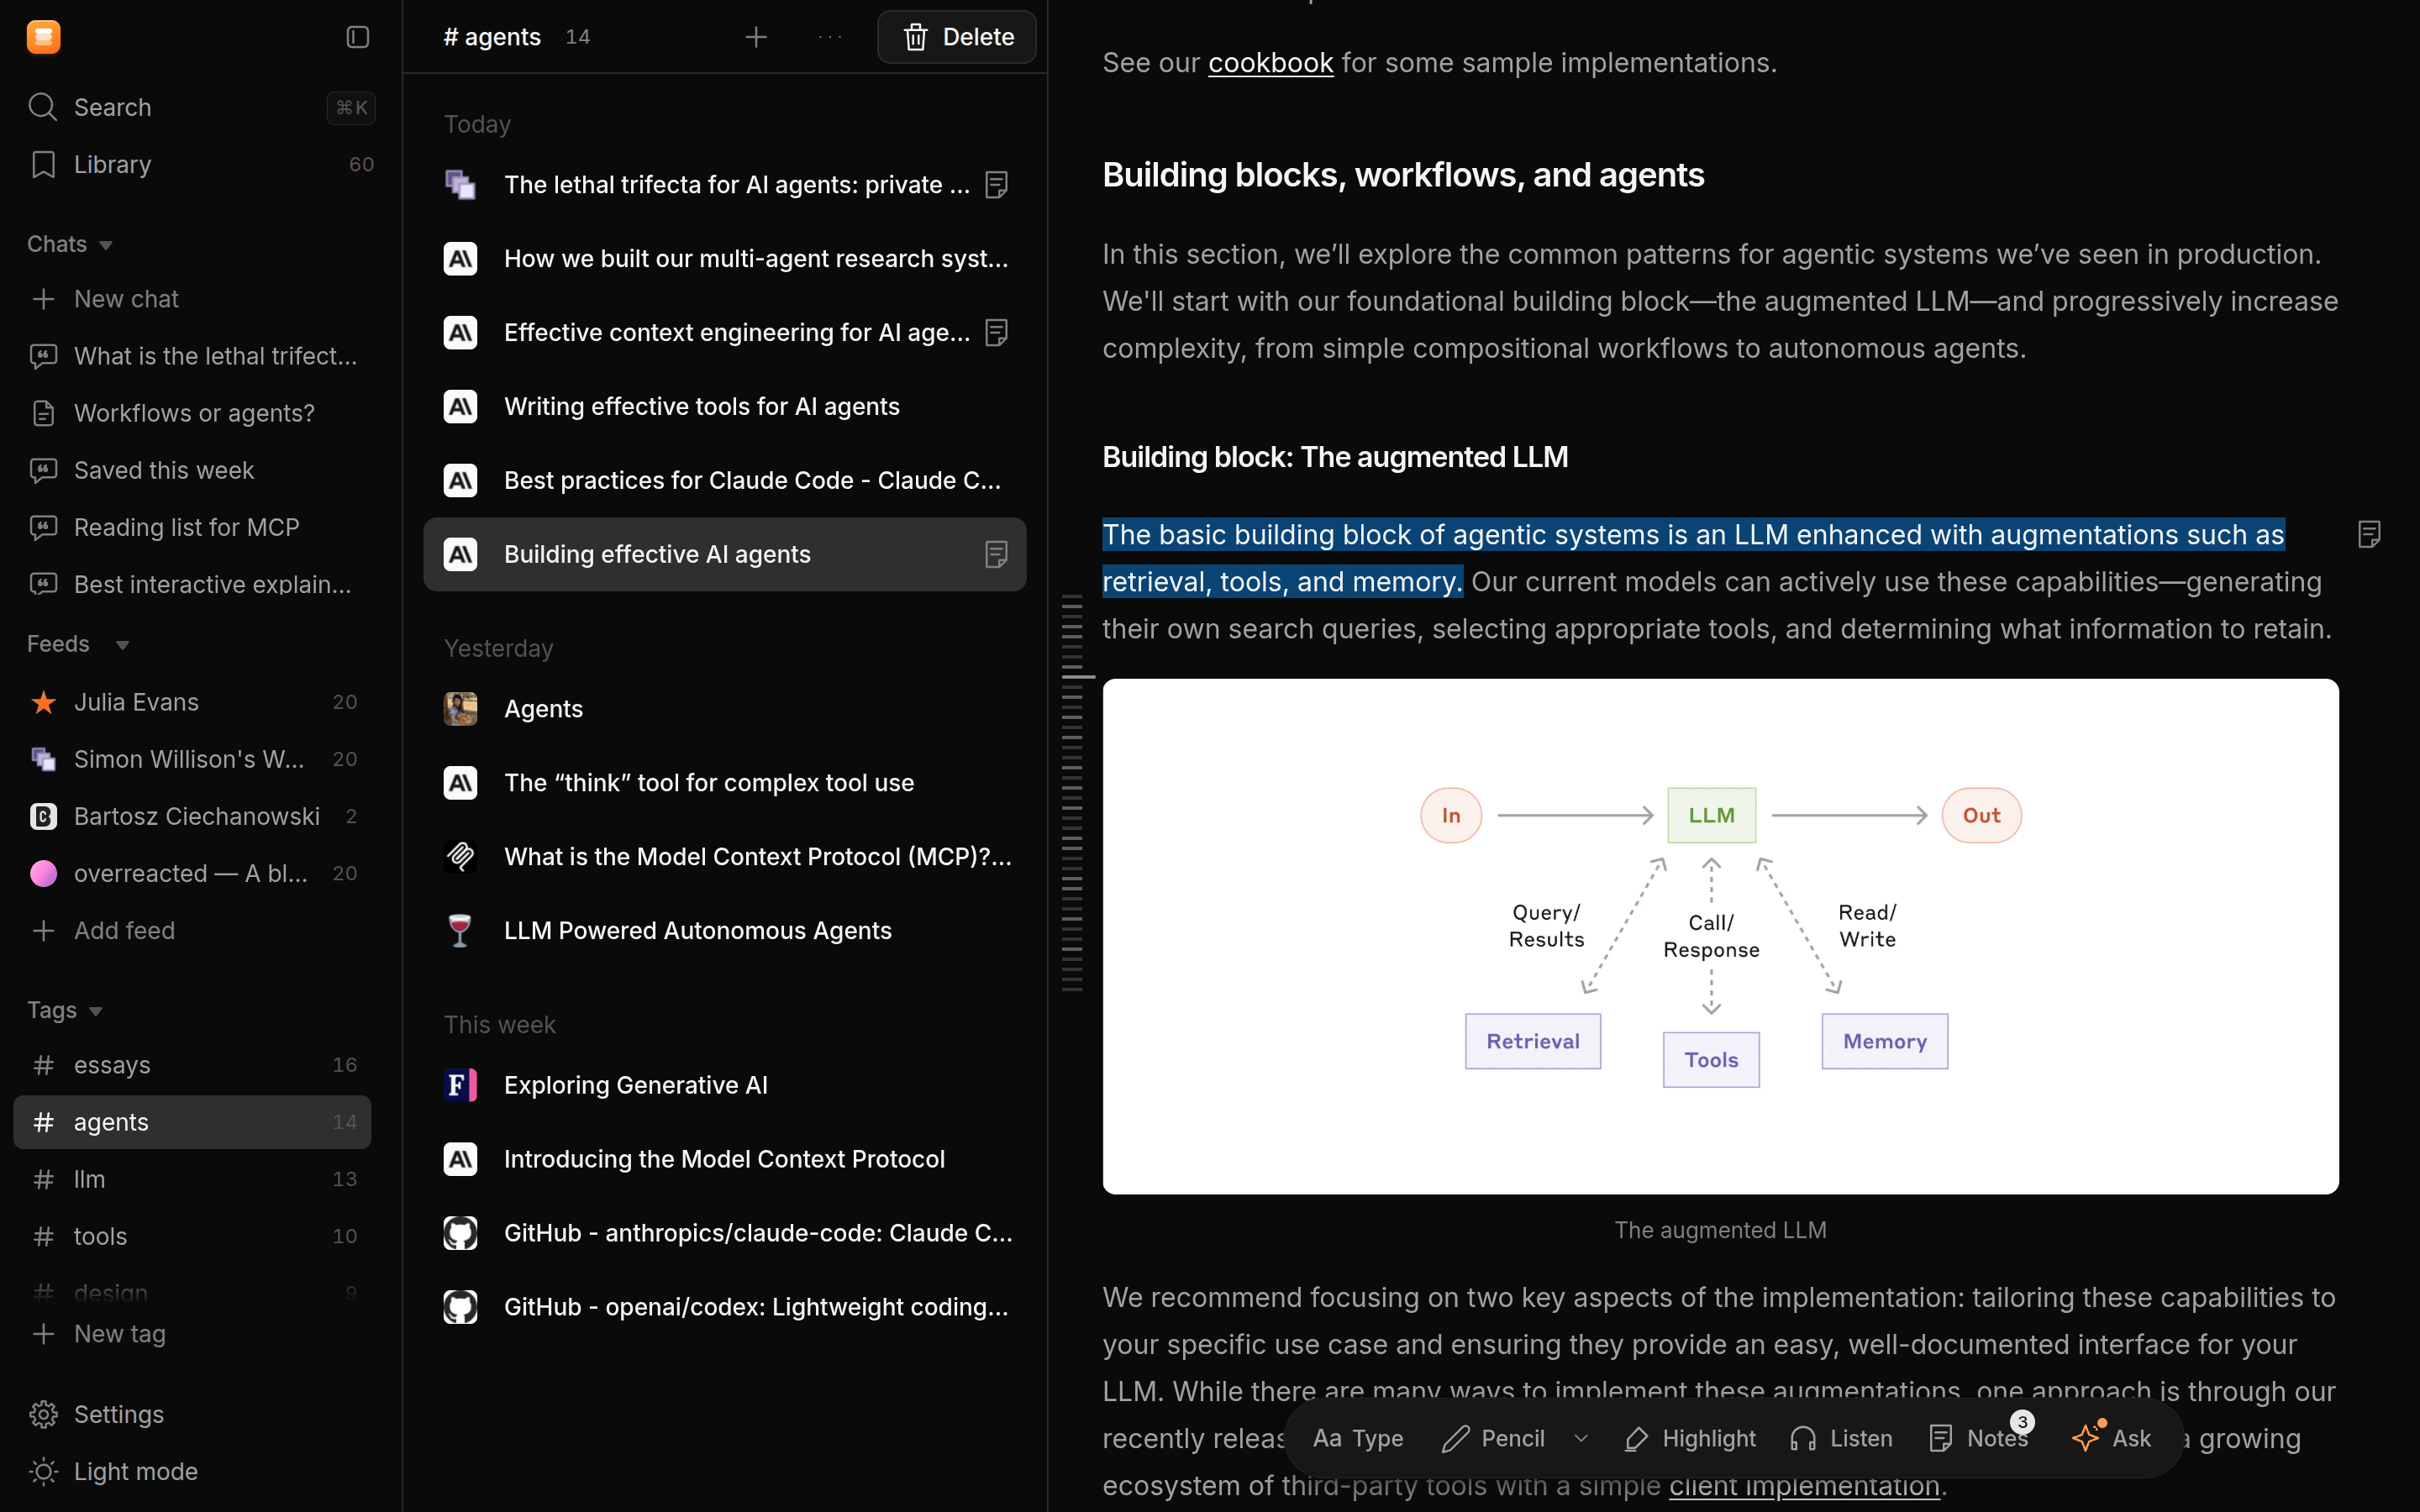 Search ⌘K
Library 60
Chats
New chat
What is the lethal trifect...
Workflows or agents?
Saved this week
Reading list for MCP
Best interactive explain...
Feeds
Julia Evans 20
Simon Willison's W... 20
Bartosz Ciechanowski 2
overreacted — A bl... 20
Add feed
Tags
# essays 16
# agents 14
# llm 13
# tools 10
# design 9
New tag
Settings
Light mode
# agents 14
Delete
Today
The lethal trifecta for AI agents: private ...
How we built our multi-agent research syst...
Effective context engineering for AI age...
Writing effective tools for AI agents
Best practices for Claude Code - Claude C...
Building effective AI agents
Yesterday
Agents
The “think” tool for complex tool use
What is the Model Context Protocol (MCP)?...
LLM Powered Autonomous Agents
This week
Exploring Generative AI
Introducing the Model Context Protocol
GitHub - anthropics/claude-code: Claude C...
GitHub - openai/codex: Lightweight coding...
See our cookbook for some sample implementations.
Building blocks, workflows, and agents
In this section, we’ll explore the common patterns for agentic systems we’ve seen in production.
We'll start with our foundational building block—the augmented LLM—and progressively increase
complexity, from simple compositional workflows to autonomous agents.
Building block: The augmented LLM
The basic building block of agentic systems is an LLM enhanced with augmentations such as
retrieval, tools, and memory. Our current models can actively use these capabilities—generating
their own search queries, selecting appropriate tools, and determining what information to retain.
In
LLM
Out
Query/
Results
Call/
Response
Read/
Write
Retrieval
Tools
Memory
The augmented LLM
We recommend focusing on two key aspects of the implementation: tailoring these capabilities to
your specific use case and ensuring they provide an easy, well-documented interface for your
LLM. While there are many ways to implement these augmentations, one approach is through our
recently releas
a growing
ecosystem of third-party tools with a simple client implementation.
Aa Type
Pencil
Highlight
Listen
Notes 3
Ask